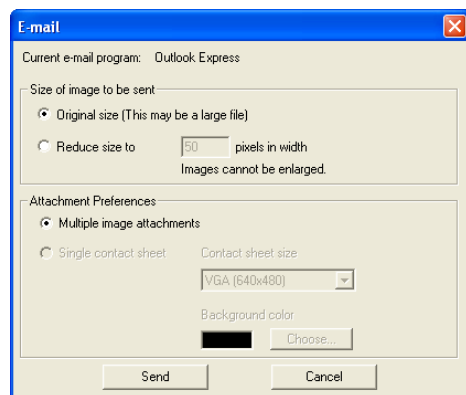 E-mail
Current e-mail program: Outlook Express
Size of image to be sent
Original size (This may be a large file)
Reduce size to 50 pixels in width
Images cannot be enlarged.
Attachment Preferences
Multiple image attachments
Single contact sheet Contact sheet size
VGA (640x480)
Background color
Choose...
Send Cancel